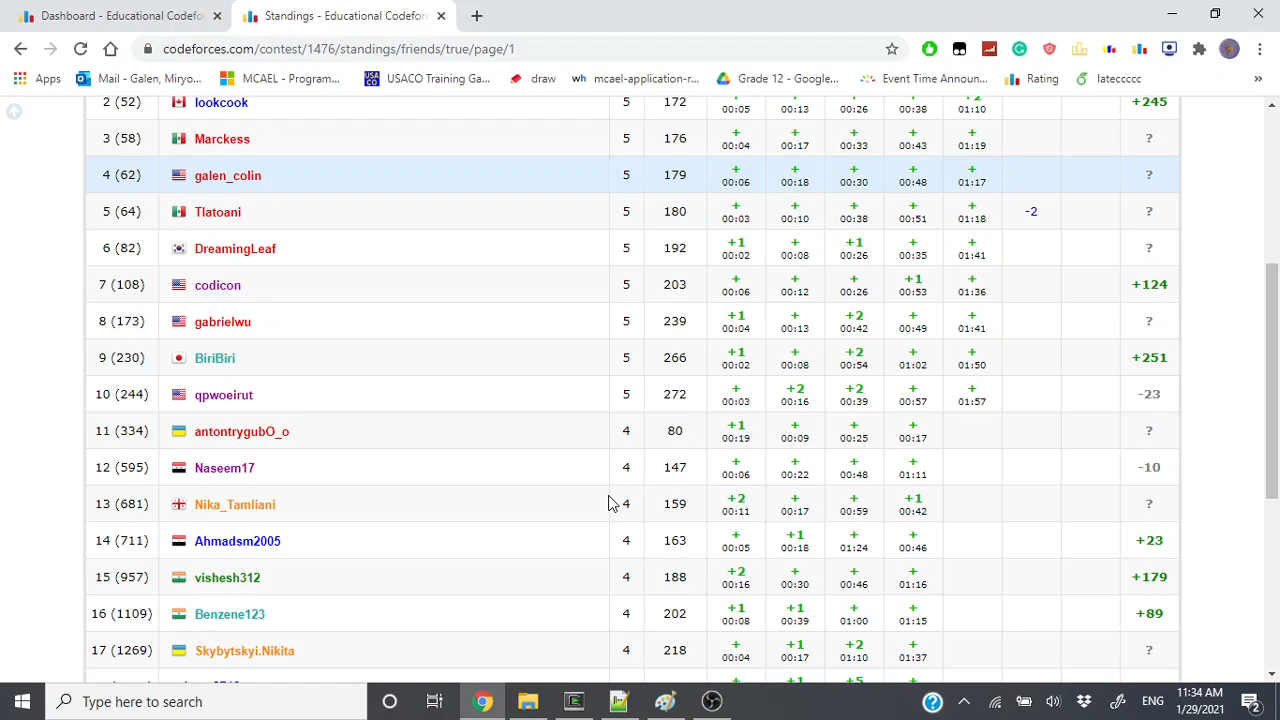 Dashboard - Educational Codefo
Standings - Educational Codefor
codeforces.com/contest/1476/standings/friends/true/page/1
Apps
Mail - Galen, Miryo...
MCAEL - Program...
USA CO
USACO Training Ga...
draw
wh
mcael-application-r...
Grade 12 - Google...
Event Time Announ...
Rating
lateccccc
»
2 (52) lookcook 5 172 +245
00:05 00:13 00:26 00:38 01:10
3 (58) Marckess 5 176 + + + + + ?
00:04 00:17 00:33 00:43 01:19
4 (62) galen_colin 5 179 + + + + + ?
00:06 00:18 00:30 00:48 01:17
5 (64) Tlatoani 5 180 + + + + + -2 ?
00:03 00:10 00:38 00:51 01:18
6 (82) DreamingLeaf 5 192 +1 + +1 + + ?
00:02 00:08 00:26 00:35 01:41
7 (108) codicon 5 203 + + + +1 + +124
00:06 00:12 00:26 00:53 01:36
8 (173) gabrielwu 5 239 +1 + +2 + + ?
00:04 00:13 00:42 00:49 01:41
9 (230) BiriBiri 5 266 +1 + +2 + + +251
00:02 00:08 00:54 01:02 01:50
10 (244) qpwoeirut 5 272 + +2 +2 + + -23
00:03 00:16 00:39 00:57 01:57
11 (334) antontrygubO_o 4 80 +1 + + + ?
00:19 00:09 00:25 00:17
12 (595) Naseem17 4 147 + + + + -10
00:06 00:22 00:48 01:11
13 (681) Nika_Tamliani 4 159 +2 + + +1 ?
00:11 00:17 00:59 00:42
14 (711) Ahmadsm2005 4 163 + +1 + + +23
00:05 00:18 01:24 00:46
15 (957) vishesh312 4 188 +2 + + + +179
00:16 00:30 00:46 01:16
16 (1109) Benzene123 4 202 +1 +1 + + +89
00:08 00:39 01:00 01:15
17 (1269) Skybytskyi.Nikita 4 218 + +1 +2 + ?
00:04 00:17 01:10 01:37
Type here to search
ENG
11:34 AM
1/29/2021
2